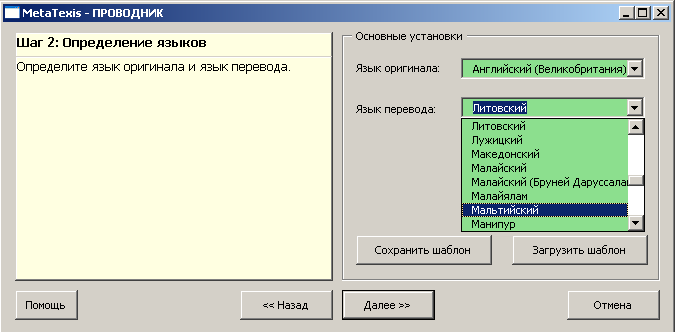 MetaTexis - ПРОВОДНИК
Шаг 2: Определение языков
Определите язык оригинала и язык перевода.
Основные установки
Язык оригинала:
Английский (Великобритания)
Язык перевода:
Литовский
Литовский
Лужицкий
Македонский
Малайский
Малайский (Бруней Даруссала
Малайялам
Мальтийский
Манипур
Сохранить шаблон
Загрузить шаблон
Помощь
<< Назад
Далее >>
Отмена